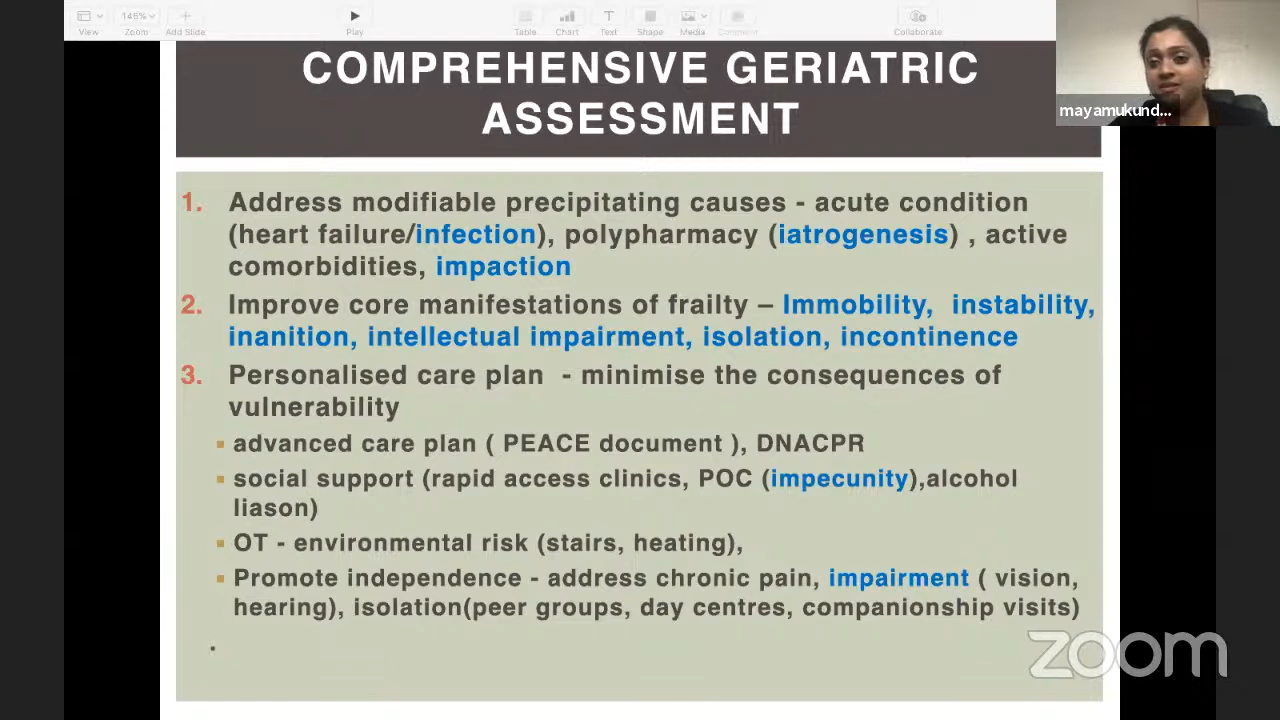 145%
View Zoom Add Slide Play Table Chart Text Shape Media Comment Collaborate
mayamukund...
COMPREHENSIVE GERIATRIC
ASSESSMENT
1. Address modifiable precipitating causes - acute condition
(heart failure/infection), polypharmacy (iatrogenesis) , active
comorbidities, impaction
2. Improve core manifestations of frailty – Immobility, instability,
inanition, intellectual impairment, isolation, incontinence
3. Personalised care plan - minimise the consequences of
vulnerability
▪ advanced care plan ( PEACE document ), DNACPR
▪ social support (rapid access clinics, POC (impecunity),alcohol
liason)
▪ OT - environmental risk (stairs, heating),
▪ Promote independence - address chronic pain, impairment ( vision,
hearing), isolation(peer groups, day centres, companionship visits)
zoom